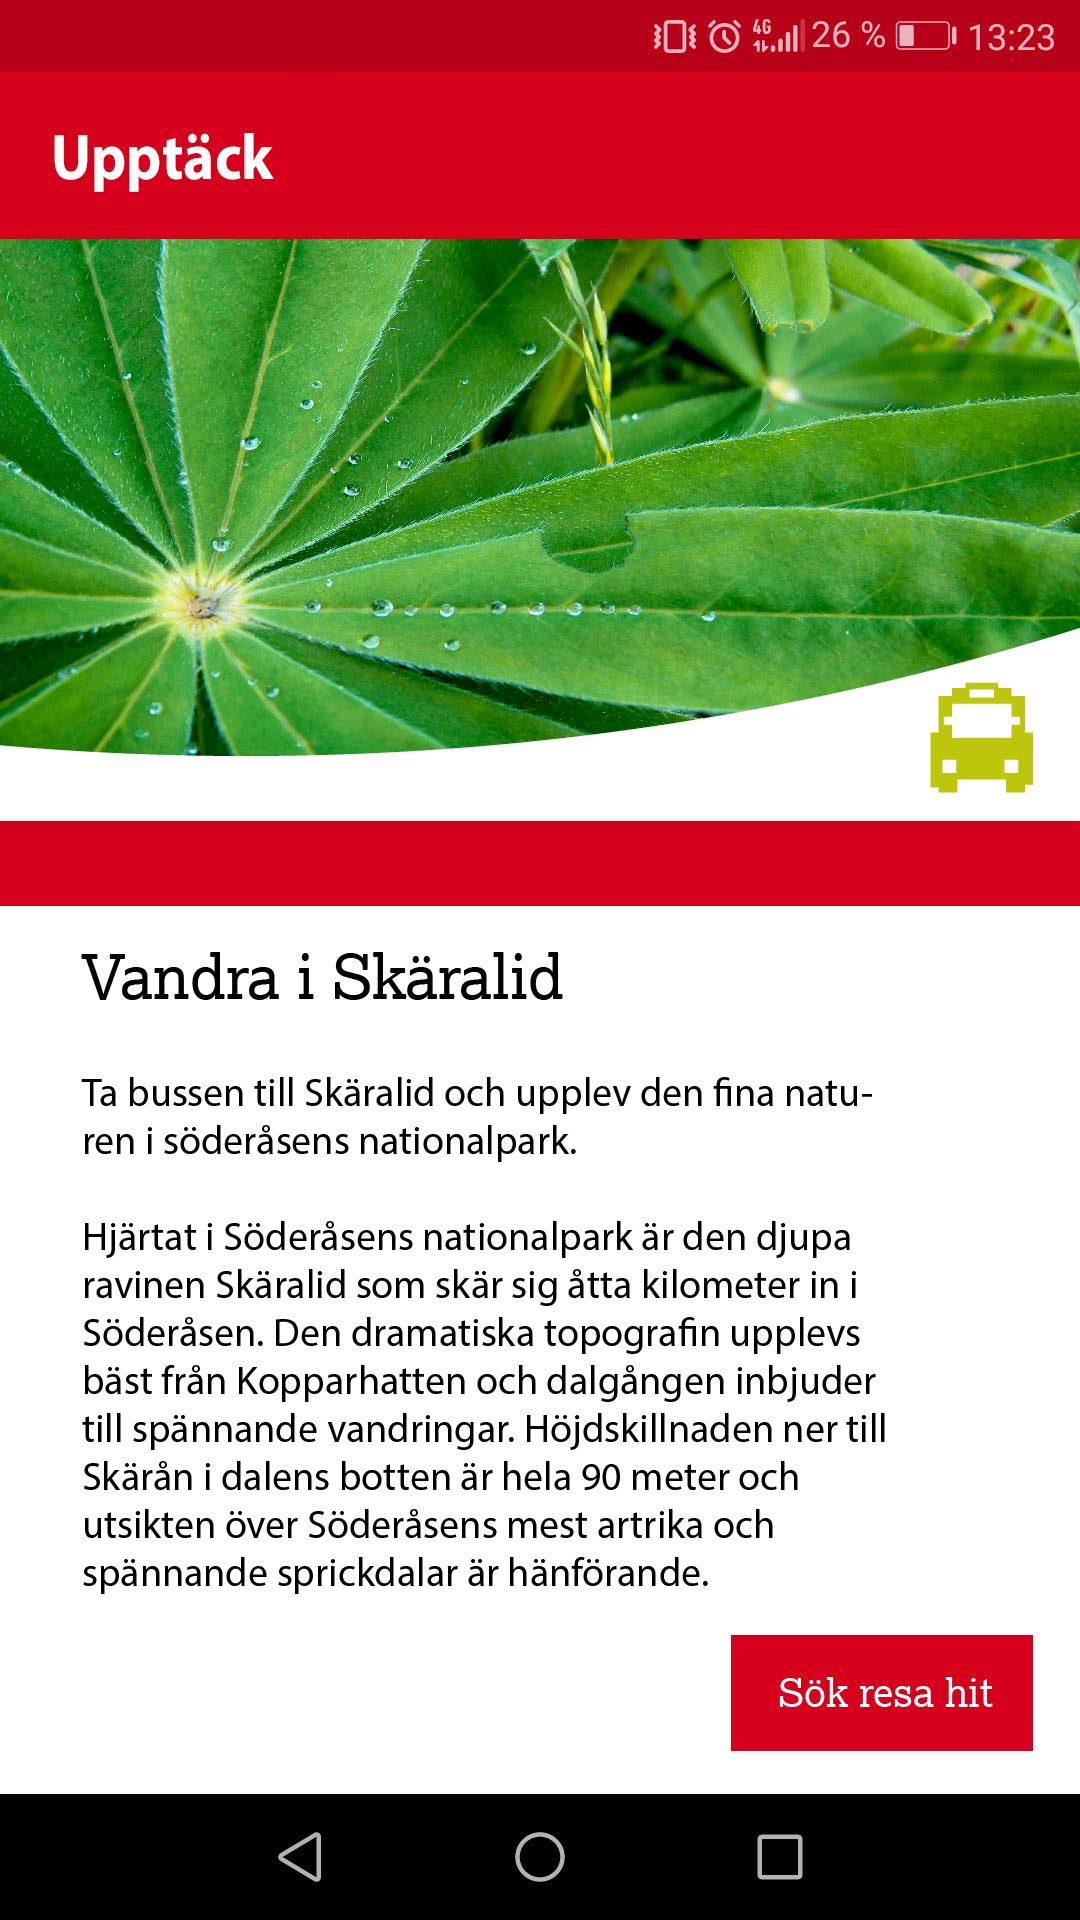 4G 26 % 13:23
Upptäck
Vandra i Skäralid
Ta bussen till Skäralid och upplev den fina natu-
ren i söderåsens nationalpark.
Hjärtat i Söderåsens nationalpark är den djupa
ravinen Skäralid som skär sig åtta kilometer in i
Söderåsen. Den dramatiska topografin upplevs
bäst från Kopparhatten och dalgången inbjuder
till spännande vandringar. Höjdskillnaden ner till
Skärån i dalens botten är hela 90 meter och
utsikten över Söderåsens mest artrika och
spännande sprickdalar är hänförande.
Sök resa hit